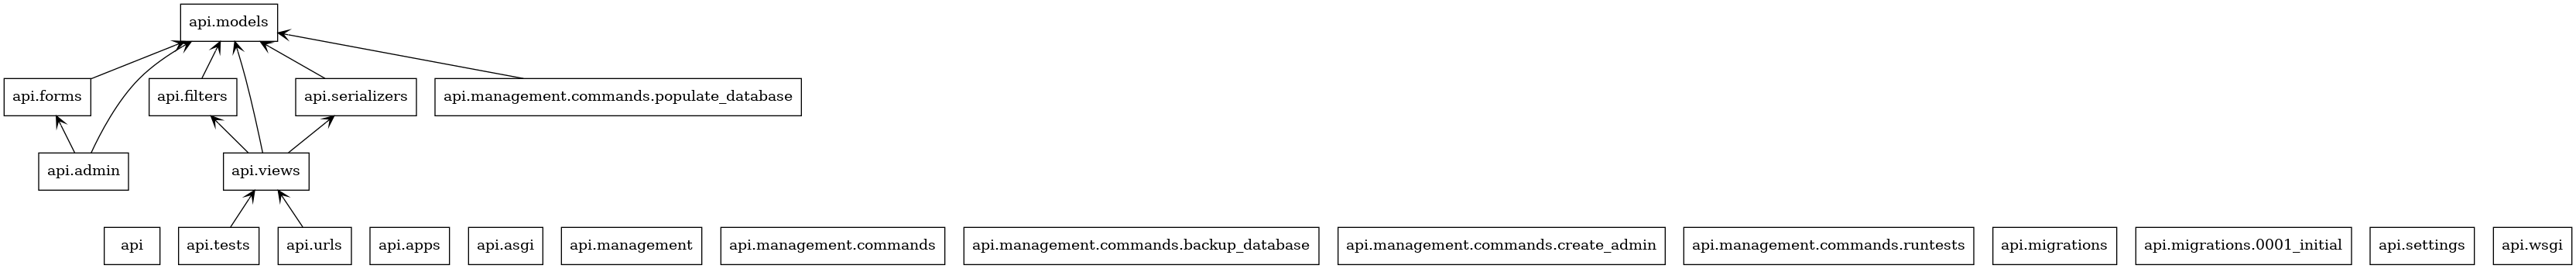 api.models
api.forms
api.filters
api.serializers
api.management.commands.populate_database
api.admin
api.views
api
api.tests
api.urls
api.apps
api.asgi
api.management
api.management.commands
api.management.commands.backup_database
api.management.commands.create_admin
api.management.commands.runtests
api.migrations
api.migrations.0001_initial
api.settings
api.wsgi